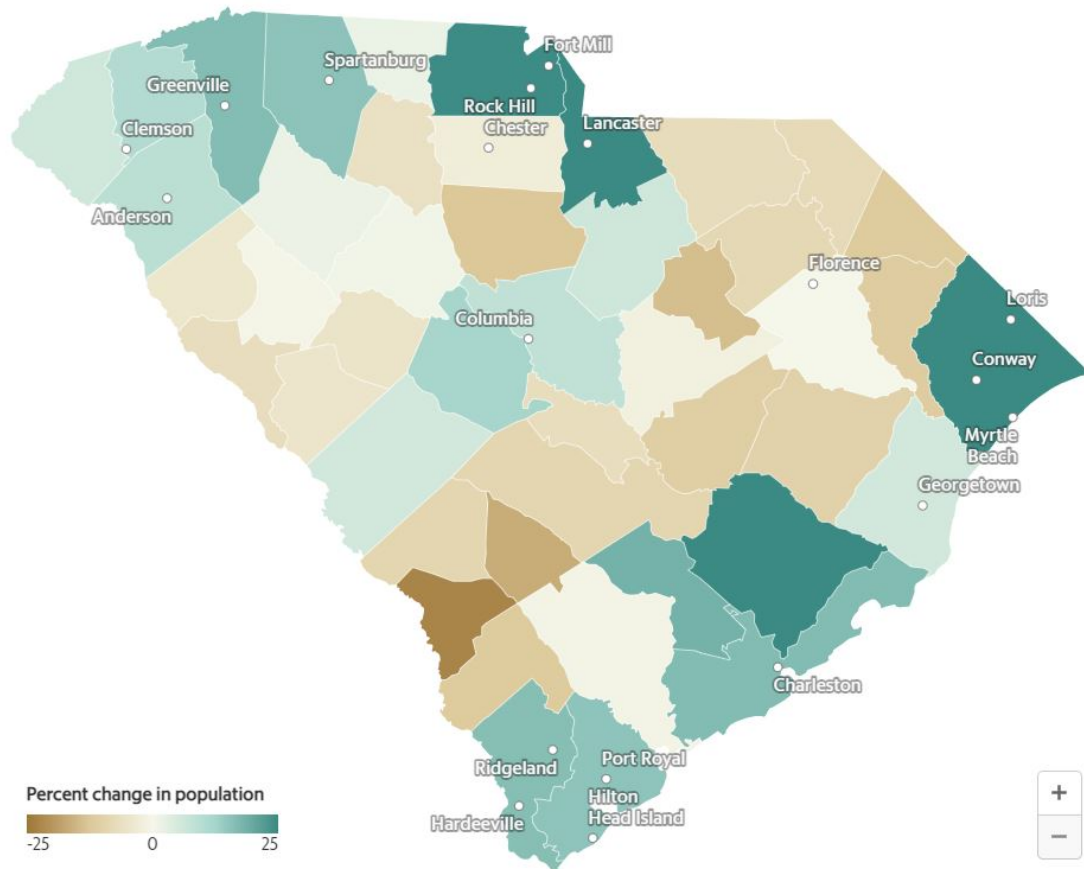 Fort Mill
Spartanburg
Greenville
Rock Hill
Lancaster
Chester
Clemson
Anderson
Florence
Loris
Columbia
Conway
Myrtle
Beach
Georgetown
Charleston
Port Royal
Ridgeland
Hilton
Head Island
Hardeeville
Percent change in population
-25 0 25
+
−